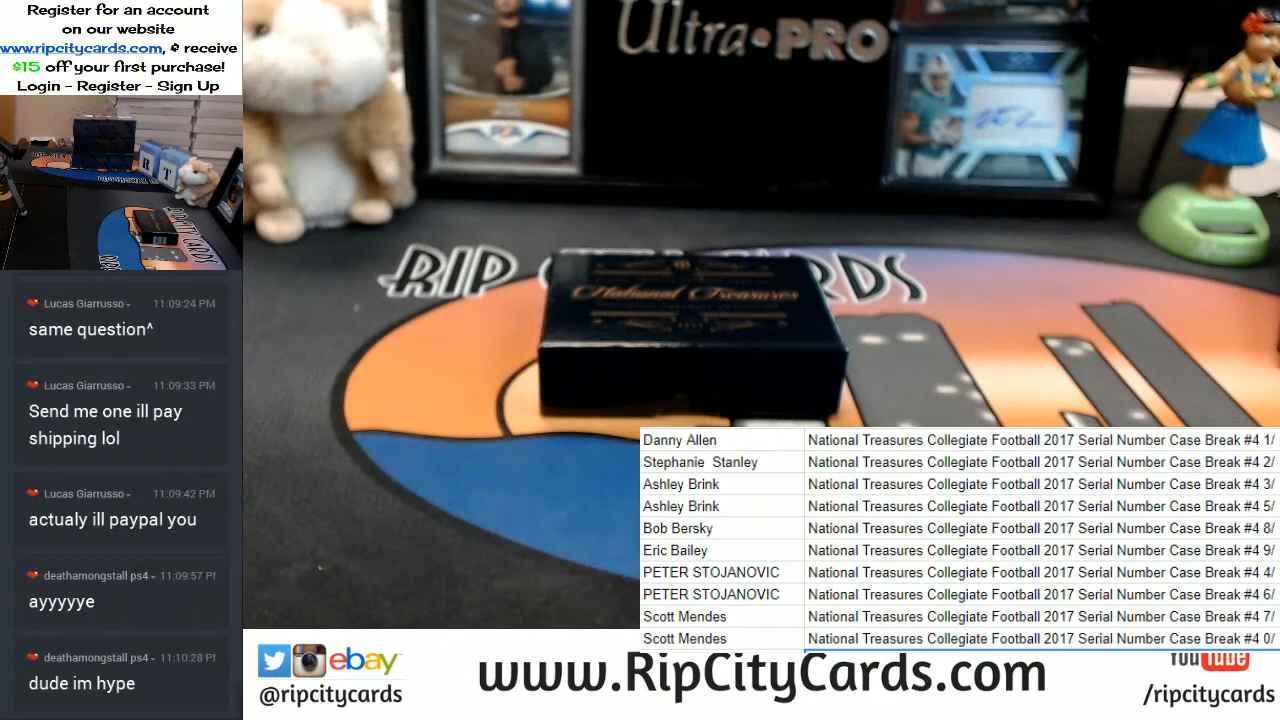 Register for an account
on our website
www.ripcitycards.com, & receive
$15 off your first purchase!
Login - Register - Sign Up
Ultra•PRO
RIP
RDS
National Treasures
R
T
Lucas Giarrusso 11:09:24 PM
same question^
Lucas Giarrusso 11:09:33 PM
Send me one ill pay
shipping lol
Lucas Giarrusso 11:09:42 PM
actualy ill paypal you
deathamongstall ps4 11:09:57 PM
ayyyyye
deathamongstall ps4 11:10:28 PM
dude im hype
Danny Allen National Treasures Collegiate Football 2017 Serial Number Case Break #4 1/
Stephanie Stanley National Treasures Collegiate Football 2017 Serial Number Case Break #4 2/
Ashley Brink National Treasures Collegiate Football 2017 Serial Number Case Break #4 3/
Ashley Brink National Treasures Collegiate Football 2017 Serial Number Case Break #4 5/
Bob Bersky National Treasures Collegiate Football 2017 Serial Number Case Break #4 8/
Eric Bailey National Treasures Collegiate Football 2017 Serial Number Case Break #4 9/
PETER STOJANOVIC National Treasures Collegiate Football 2017 Serial Number Case Break #4 4/
PETER STOJANOVIC National Treasures Collegiate Football 2017 Serial Number Case Break #4 6/
Scott Mendes National Treasures Collegiate Football 2017 Serial Number Case Break #4 7/
Scott Mendes National Treasures Collegiate Football 2017 Serial Number Case Break #4 0/
ebay
@ripcitycards
www.RipCityCards.com
YouTube
/ripcitycards